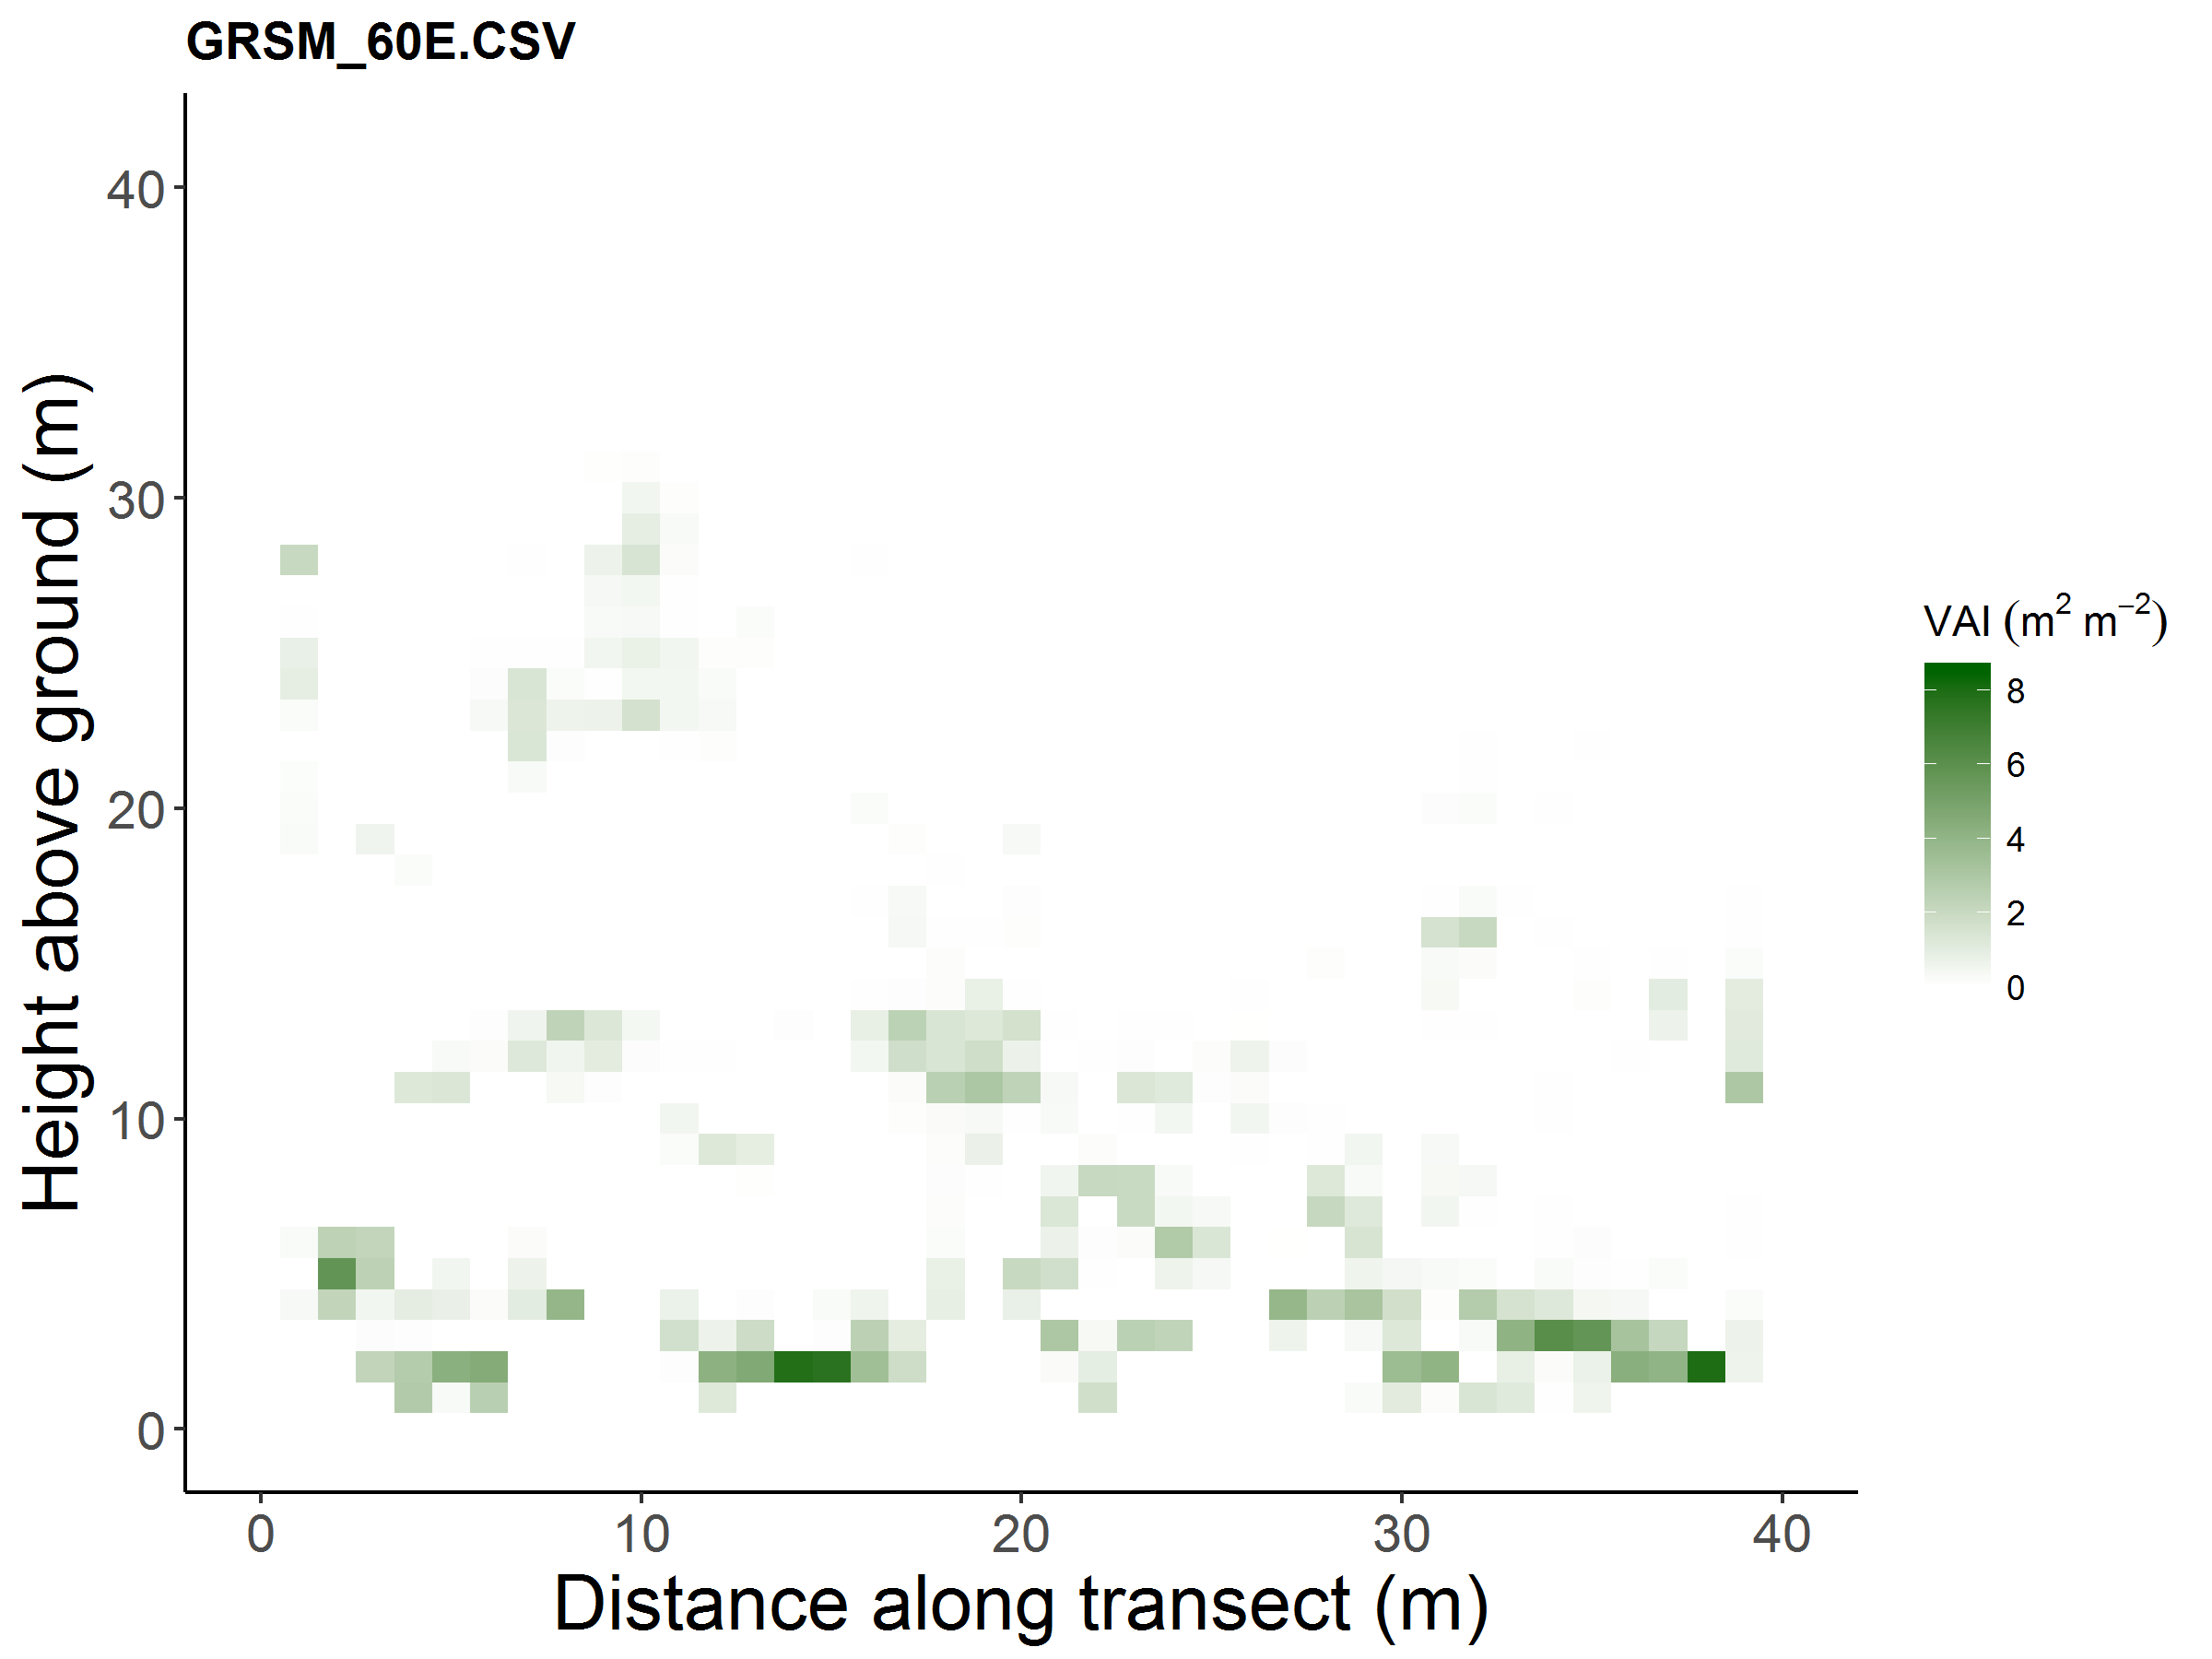 GRSM_60E.CSV
Height above ground (m)
40
30
20
10
0
0 10 20 30 40
Distance along transect (m)
VAI (m² m⁻²)
8
6
4
2
0